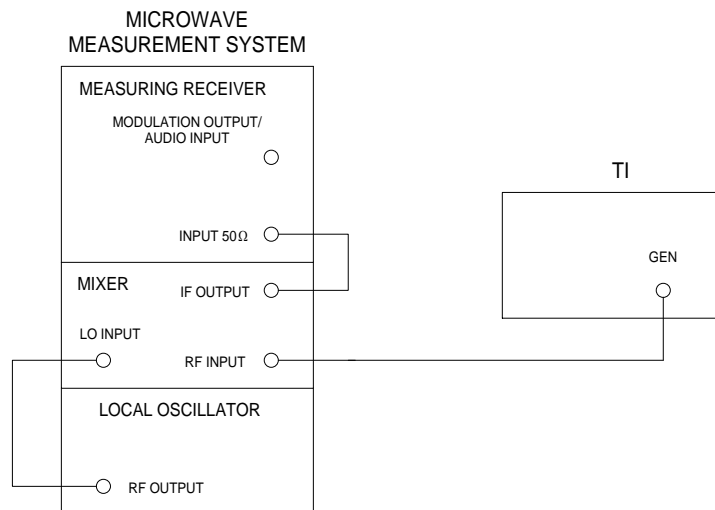 MICROWAVE
MEASUREMENT SYSTEM
MEASURING RECEIVER
MODULATION OUTPUT/
AUDIO INPUT
TI
INPUT 50Ω
GEN
MIXER
IF OUTPUT
LO INPUT
RF INPUT
LOCAL OSCILLATOR
RF OUTPUT